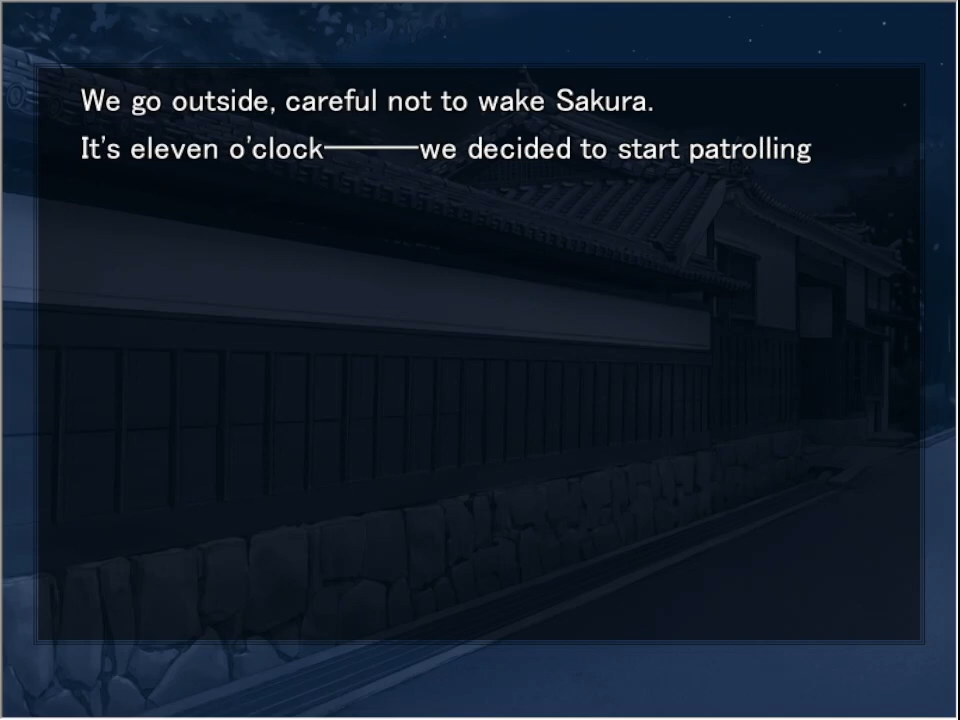 We go outside, careful not to wake Sakura.
It's eleven o'clock―――we decided to start patrolling